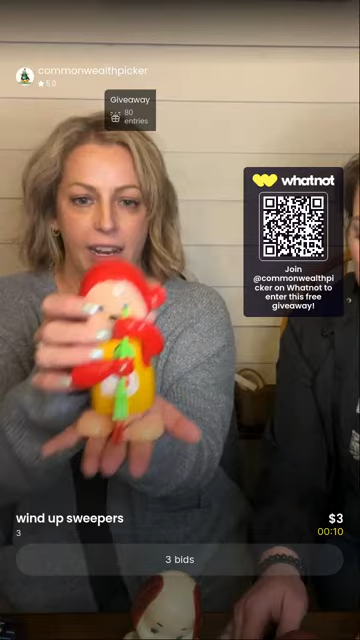 commonwealthpicker
★ 5.0
Giveaway
80
entries
whatnot
Join
@commonwealthpi
cker on Whatnot to
enter this free
giveaway!
wind up sweepers
$3
3
00:10
3 bids